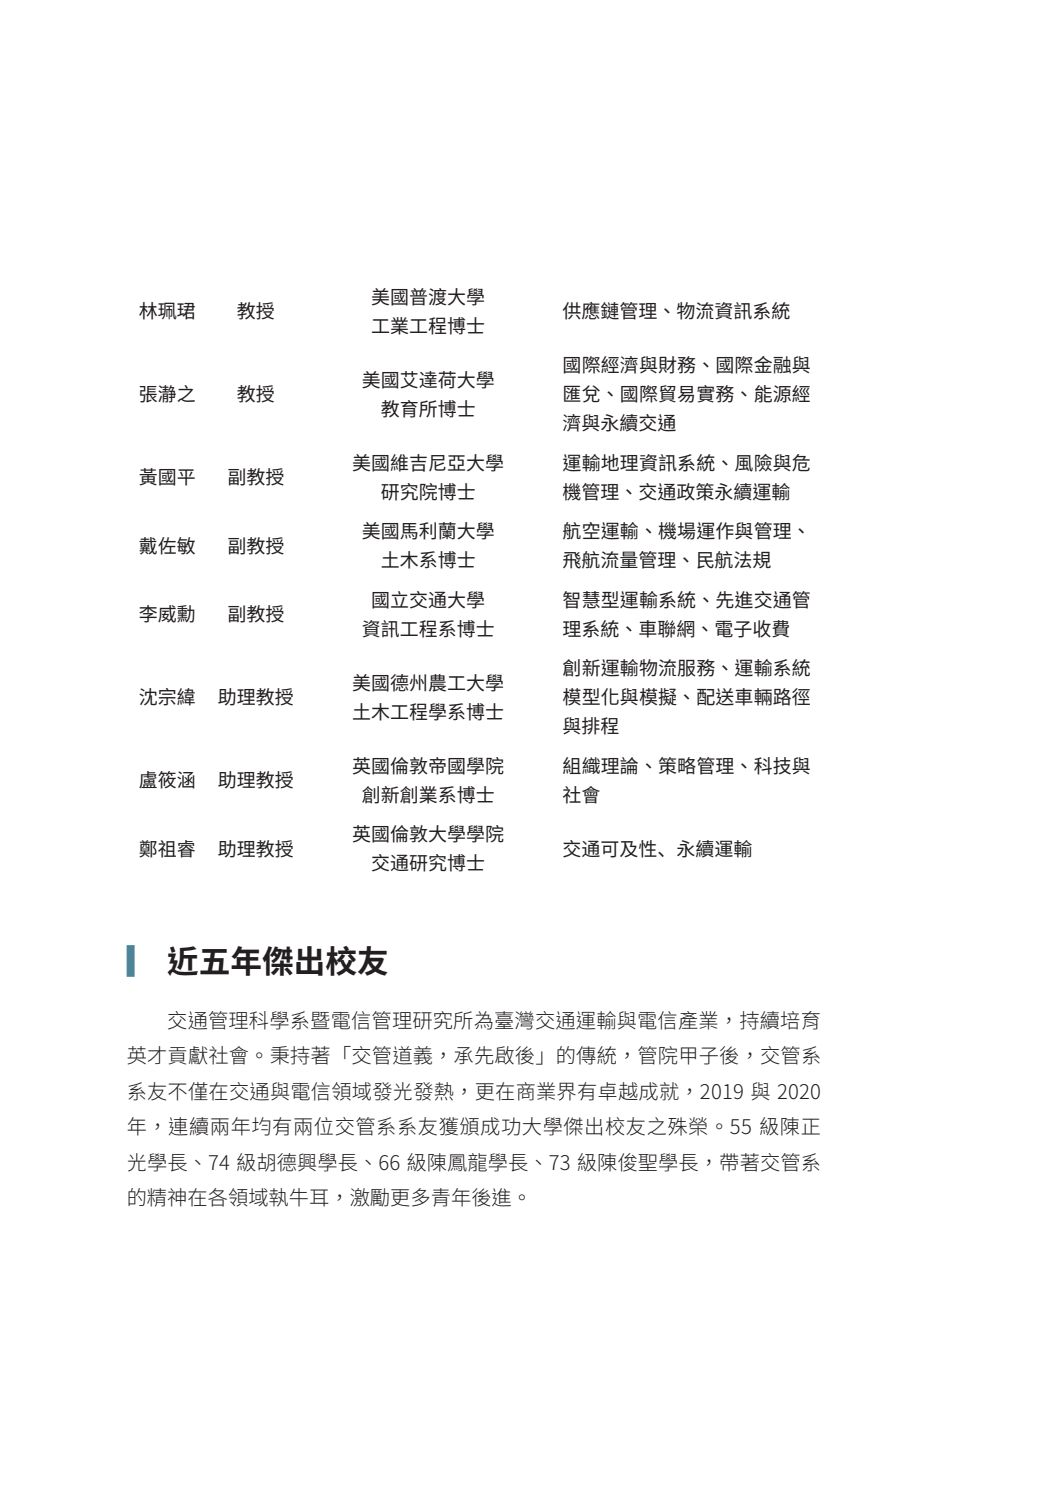 林珮珺 教授 美國普渡大學 供應鏈管理、物流資訊系統
工業工程博士
張瀞之 教授 美國艾達荷大學 國際經濟與財務、國際金融與
教育所博士 匯兌、國際貿易實務、能源經
濟與永續交通
黃國平 副教授 美國維吉尼亞大學 運輸地理資訊系統、風險與危
研究院博士 機管理、交通政策永續運輸
戴佐敏 副教授 美國馬利蘭大學 航空運輸、機場運作與管理、
土木系博士 飛航流量管理、民航法規
李威勳 副教授 國立交通大學 智慧型運輸系統、先進交通管
資訊工程系博士 理系統、車聯網、電子收費
沈宗緯 助理教授 美國德州農工大學 創新運輸物流服務、運輸系統
土木工程學系博士 模型化與模擬、配送車輛路徑
與排程
盧筱涵 助理教授 英國倫敦帝國學院 組織理論、策略管理、科技與
創新創業系博士 社會
鄭祖睿 助理教授 英國倫敦大學學院 交通可及性、永續運輸
交通研究博士
近五年傑出校友
交通管理科學系暨電信管理研究所為臺灣交通運輸與電信產業，持續培育
英才貢獻社會。秉持著「交管道義，承先啟後」的傳統，管院甲子後，交管系
系友不僅在交通與電信領域發光發熱，更在商業界有卓越成就，2019 與 2020
年，連續兩年均有兩位交管系系友獲頒成功大學傑出校友之殊榮。55 級陳正
光學長、74 級胡德興學長、66 級陳鳳龍學長、73 級陳俊聖學長，帶著交管系
的精神在各領域執牛耳，激勵更多青年後進。